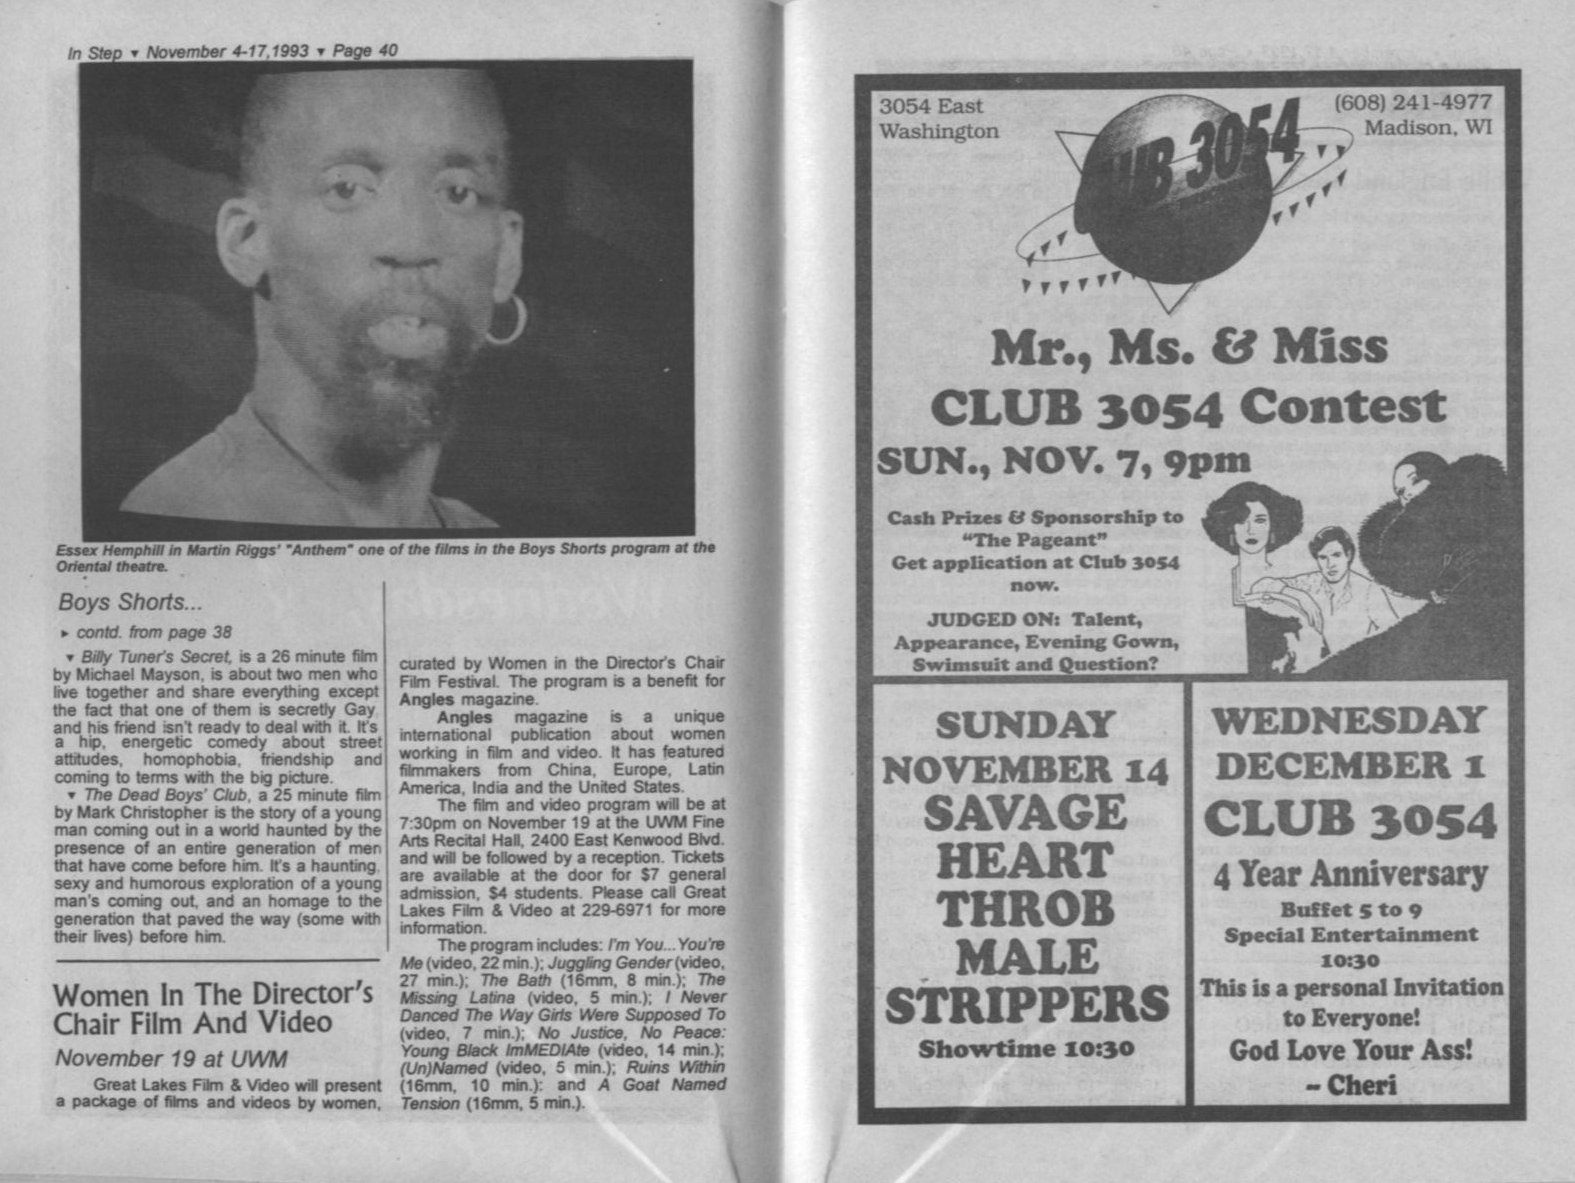 In Step ▼ November 4-17, 1993 ▼ Page 40
Essex Hemphill in Martin Riggs' "Anthem" one of the films in the Boys Shorts program at the
Oriental theatre.
Boys Shorts...
► contd. from page 38
▼ Billy Tuner's Secret, is a 26 minute film
by Michael Mayson, is about two men who
live together and share everything except
the fact that one of them is secretly Gay,
and his friend isn't ready to deal with it. It's
a hip, energetic comedy about street
attitudes, homophobia, friendship and
coming to terms with the big picture.
▼ The Dead Boys' Club, a 25 minute film
by Mark Christopher is the story of a young
man coming out in a world haunted by the
presence of an entire generation of men
that have come before him. It's a haunting,
sexy and humorous exploration of a young
man's coming out, and an homage to the
generation that paved the way (some with
their lives) before him.
Women In The Director's
Chair Film And Video
November 19 at UWM
Great Lakes Film & Video will present
a package of films and videos by women,
curated by Women in the Director's Chair
Film Festival. The program is a benefit for
Angles magazine.
Angles magazine is a unique
international publication about women
working in film and video. It has featured
filmmakers from China, Europe, Latin
America, India and the United States.
The film and video program will be at
7:30pm on November 19 at the UWM Fine
Arts Recital Hall, 2400 East Kenwood Blvd.
and will be followed by a reception. Tickets
are available at the door for $7 general
admission, $4 students. Please call Great
Lakes Film & Video at 229-6971 for more
information.
The program includes: I'm You...You're
Me (video, 22 min.); Juggling Gender (video,
27 min.); The Bath (16mm, 8 min.); The
Missing Latina (video, 5 min.); I Never
Danced The Way Girls Were Supposed To
(video, 7 min.); No Justice, No Peace:
Young Black ImMEDIAte (video, 14 min.);
(Un)Named (video, 5 min.); Ruins Within
(16mm, 10 min.): and A Goat Named
Tension (16mm, 5 min.).
3054 East
Washington
(608) 241-4977
Madison, WI
CLUB 3054
Mr., Ms. & Miss
CLUB 3054 Contest
SUN., NOV. 7, 9pm
Cash Prizes & Sponsorship to
"The Pageant"
Get application at Club 3054
now.
JUDGED ON: Talent,
Appearance, Evening Gown,
Swimsuit and Question?
SUNDAY
NOVEMBER 14
SAVAGE
HEART
THROB
MALE
STRIPPERS
Showtime 10:30
WEDNESDAY
DECEMBER 1
CLUB 3054
4 Year Anniversary
Buffet 5 to 9
Special Entertainment
10:30
This is a personal Invitation
to Everyone!
God Love Your Ass!
– Cheri